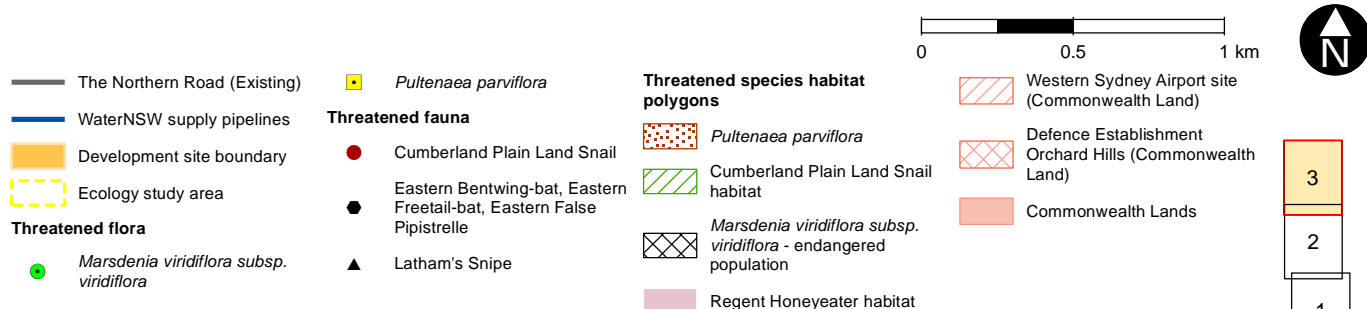 0 0.5 1 km
N
The Northern Road (Existing)
WaterNSW supply pipelines
Development site boundary
Ecology study area
Threatened flora
Marsdenia viridiflora subsp.
viridiflora
Pultenaea parviflora
Threatened fauna
Cumberland Plain Land Snail
Eastern Bentwing-bat, Eastern
Freetail-bat, Eastern False
Pipistrelle
Latham's Snipe
Threatened species habitat
polygons
Pultenaea parviflora
Cumberland Plain Land Snail
habitat
Marsdenia viridiflora subsp.
viridiflora - endangered
population
Regent Honeyeater habitat
Western Sydney Airport site
(Commonwealth Land)
Defence Establishment
Orchard Hills (Commonwealth
Land)
Commonwealth Lands
3
2
1